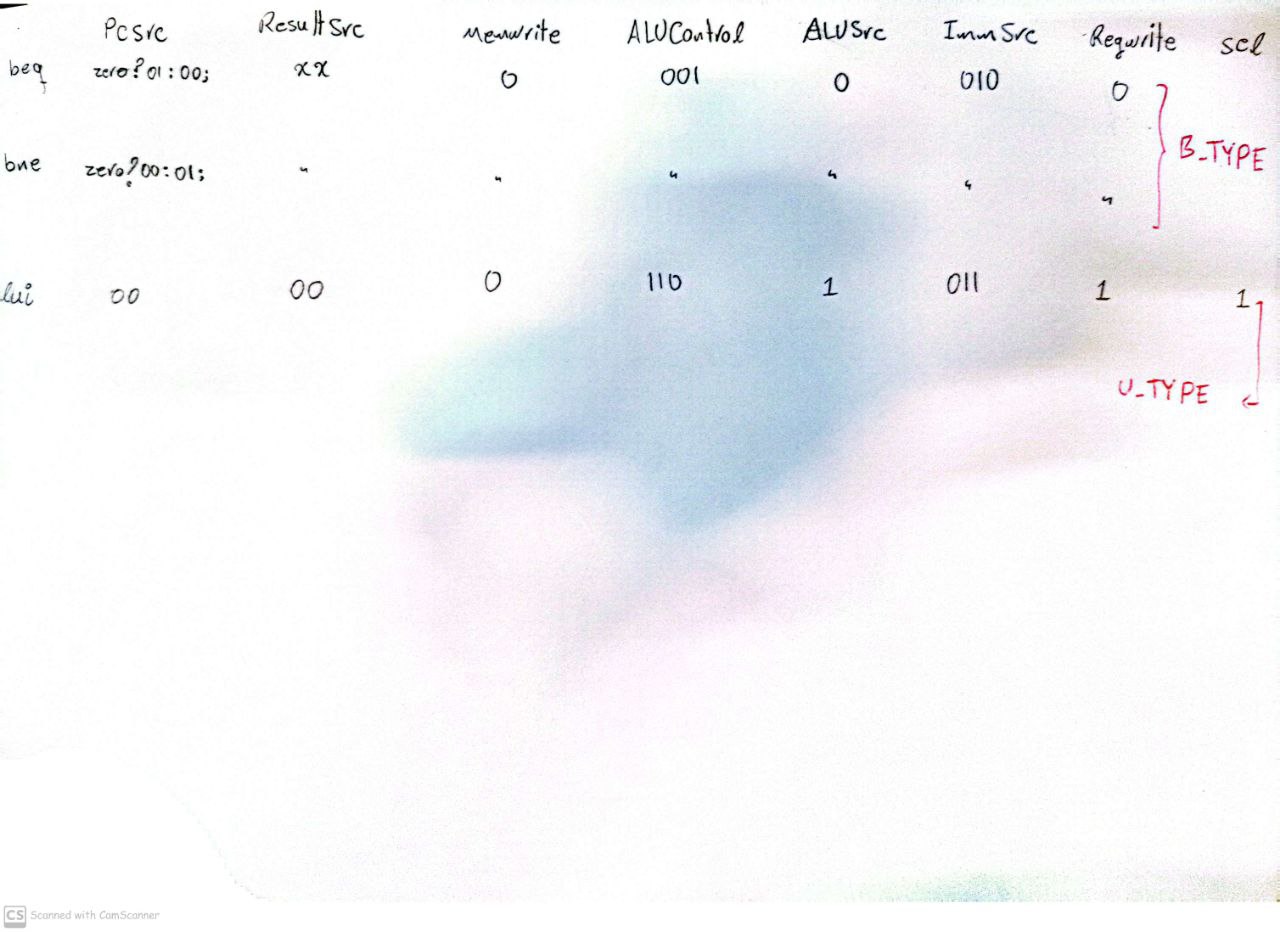 PcSrc ResultSrc Memwrite ALUControl ALUSrc ImmSrc Regwrite sel
beq zero?01:00; xx 0 001 0 010 0
B_TYPE
bne zero?00:01; " " " " " "
lui 00 00 0 110 1 011 1 1
U_TYPE
CS Scanned with CamScanner